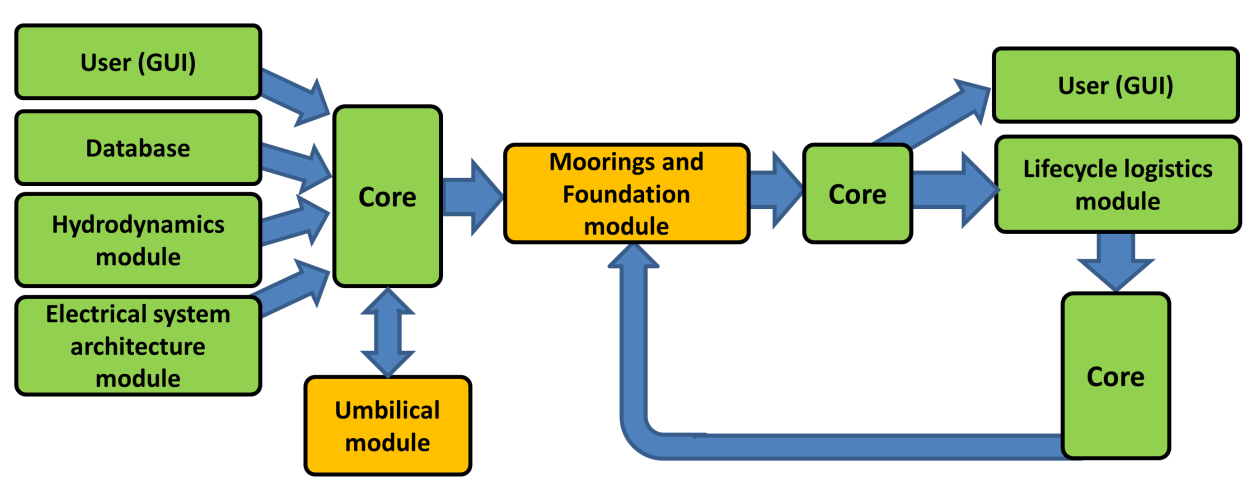 User (GUI)
Database
Hydrodynamics
module
Electrical system
architecture
module
Core
Umbilical
module
Moorings and
Foundation
module
Core
User (GUI)
Lifecycle logistics
module
Core